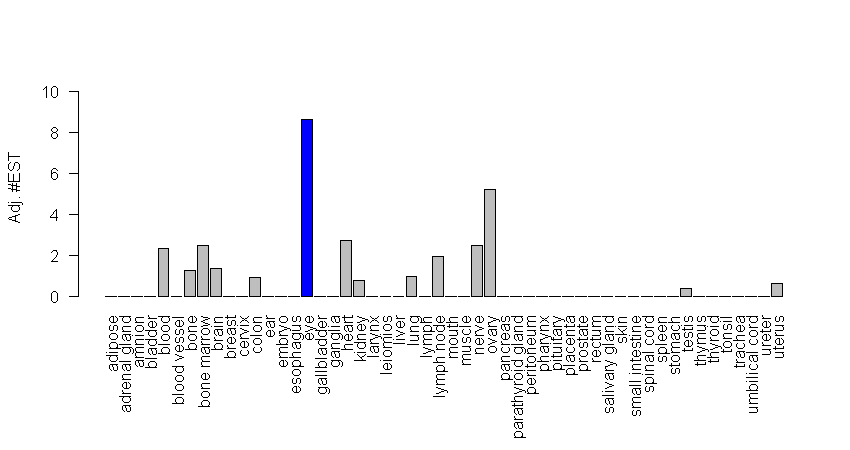 10
8
6
4
2
0
Adj. #EST
adipose
adrenal gland
amnion
bladder
blood
blood vessel
bone
bone marrow
brain
breast
cervix
colon
ear
embryo
esophagus
eye
gallbladder
ganglia
heart
kidney
larynx
leiomios
liver
lung
lymph
lymph node
mouth
muscle
nerve
ovary
pancreas
parathyroid gland
peritoneum
pharynx
pituitary
placenta
prostate
rectum
salivary gland
skin
small intestine
spinal cord
spleen
stomach
testis
thymus
thyroid
tonsil
trachea
umbilical cord
ureter
uterus